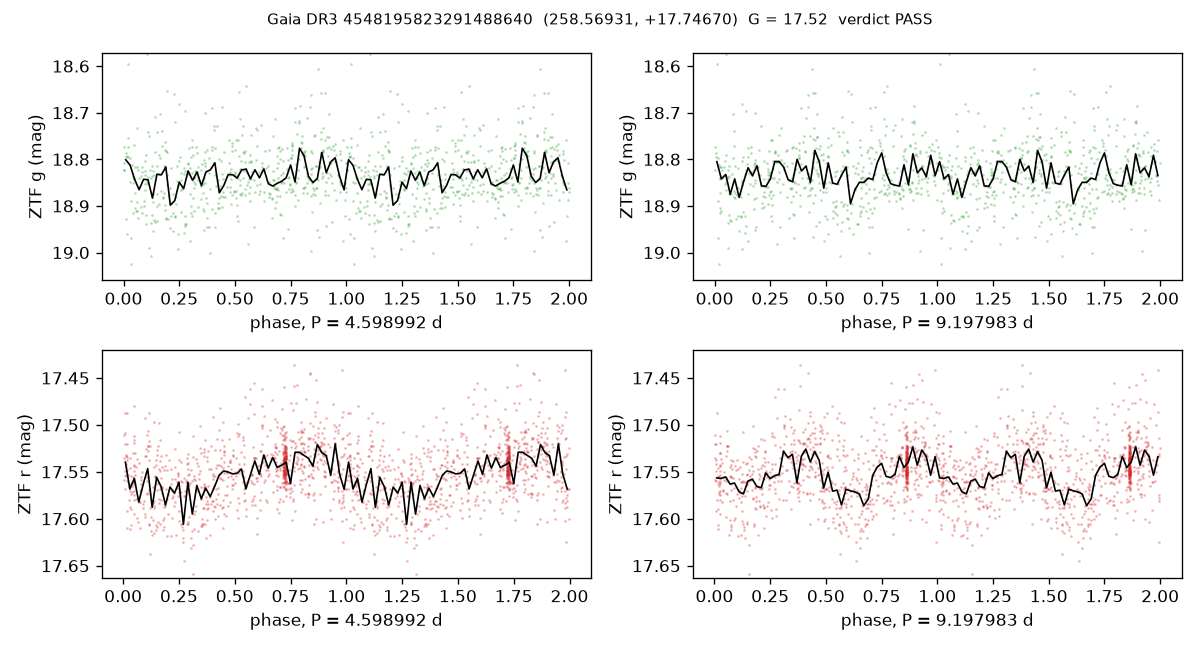 Gaia DR3 4548195823291488640  (258.56931, +17.74670)  G = 17.52  verdict PASS
ZTF g (mag)
18.6
18.7
18.8
18.9
19.0
0.00 0.25 0.50 0.75 1.00 1.25 1.50 1.75 2.00
phase, P = 4.598992 d
ZTF g (mag)
18.6
18.7
18.8
18.9
19.0
0.00 0.25 0.50 0.75 1.00 1.25 1.50 1.75 2.00
phase, P = 9.197983 d
ZTF r (mag)
17.45
17.50
17.55
17.60
17.65
0.00 0.25 0.50 0.75 1.00 1.25 1.50 1.75 2.00
phase, P = 4.598992 d
ZTF r (mag)
17.45
17.50
17.55
17.60
17.65
0.00 0.25 0.50 0.75 1.00 1.25 1.50 1.75 2.00
phase, P = 9.197983 d